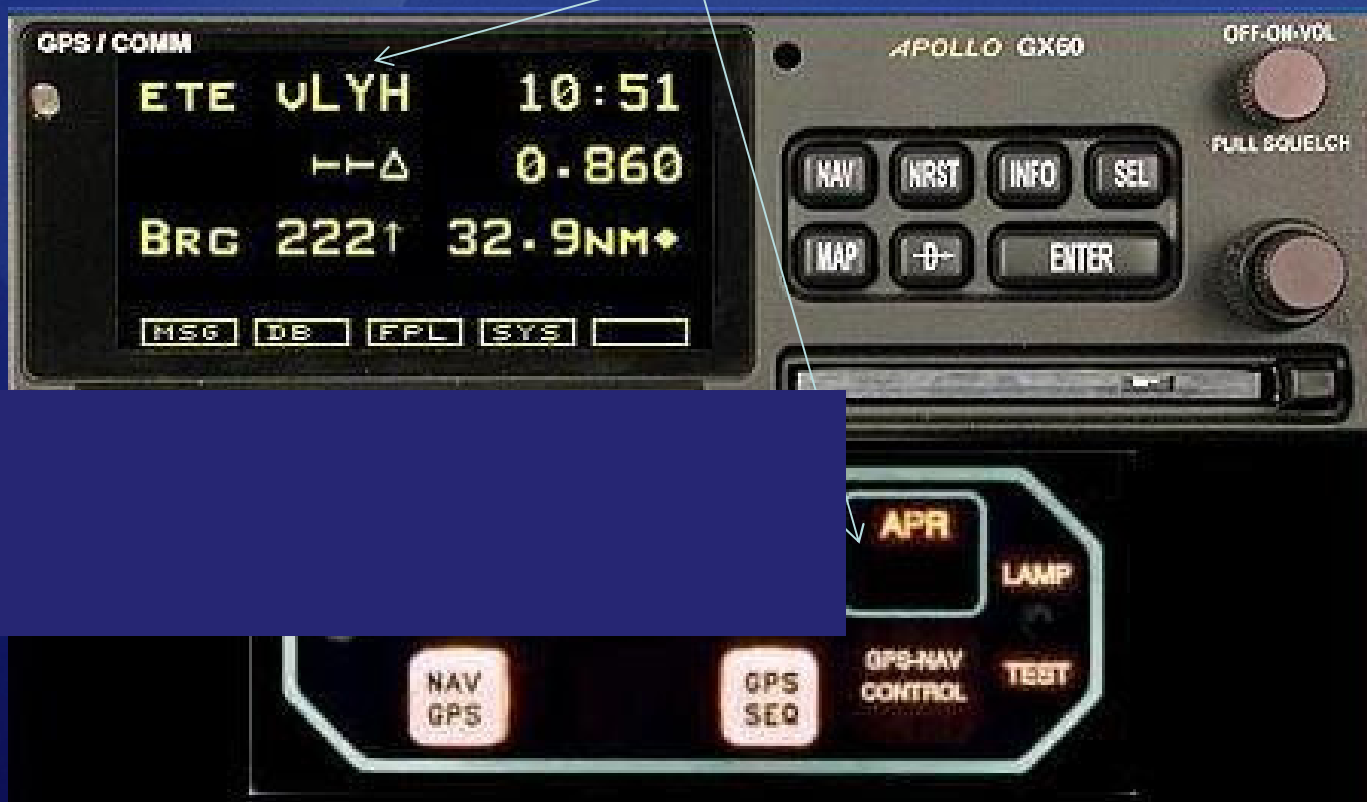 GPS / COMM
APOLLO GX60
OFF-ON-VOL
PULL SQUELCH
ETE vLYH 10:51
0.860
BRG 222↑ 32.9NM
NAV NRST INFO SEL
MAP D ENTER
MSG DB FPL SYS
APR
LAMP
TEST
GPS-NAV
CONTROL
NAV
GPS
GPS
SEQ